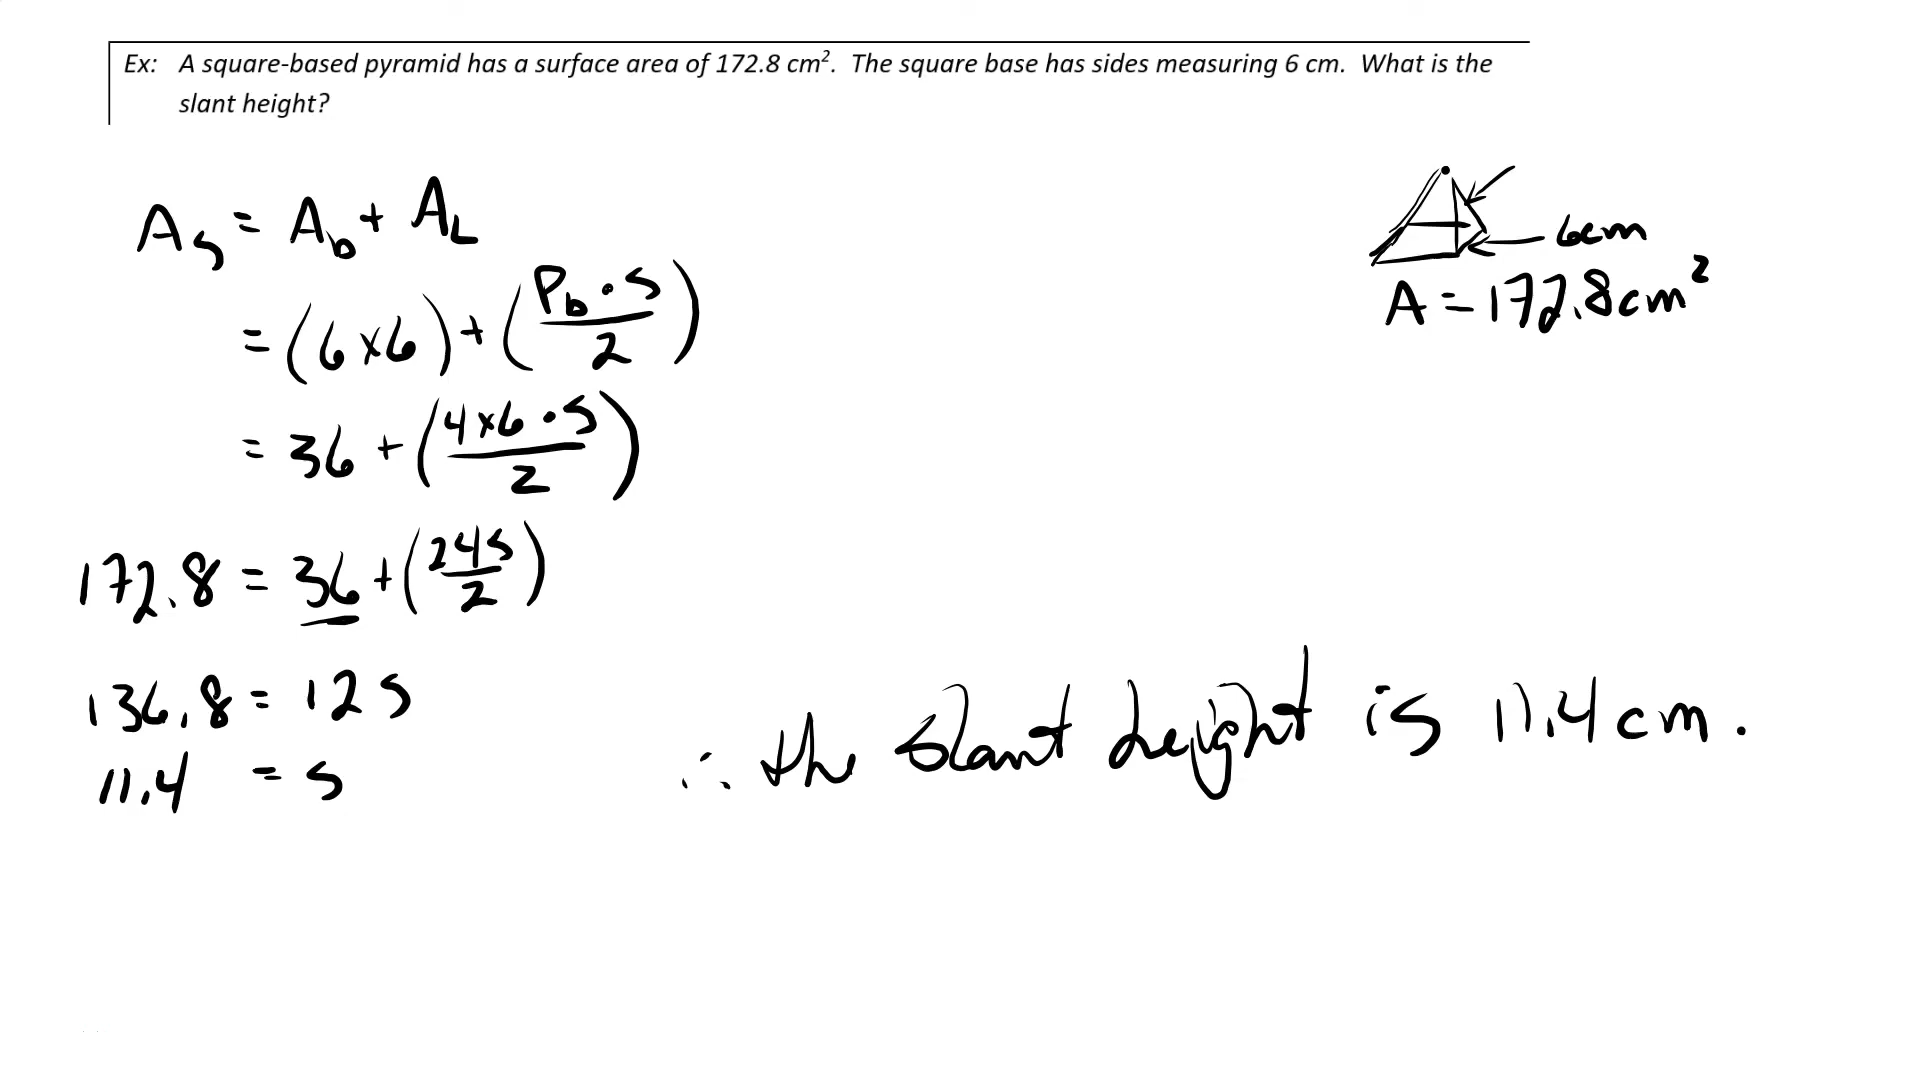 Ex: A square-based pyramid has a surface area of 172.8 cm². The square base has sides measuring 6 cm. What is the
slant height?
A_s = A_b + A_L
= (6×6) + (P_b · s / 2)
= 36 + (4×6 · s / 2)
172.8 = 36 + (24s / 2)
136.8 = 12s
11.4 = s
6cm
A = 172.8cm²
∴ the slant height is 11.4cm.